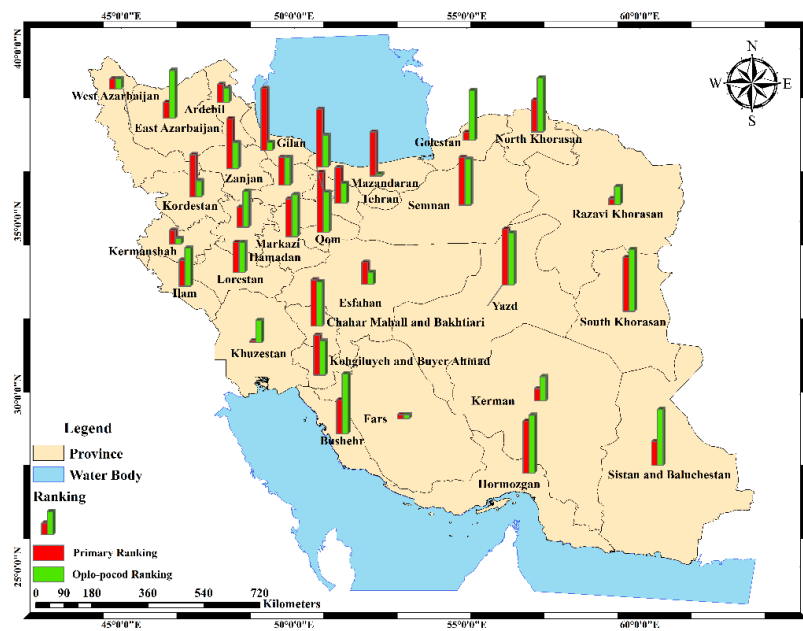 45°0'0"E 50°0'0"E 55°0'0"E 60°0'0"E
40°0'0"N
35°0'0"N
30°0'0"N
25°0'0"N
N
W E
S
West Azarbaijan
East Azarbaijan
Ardebil
Gilan
Golestan
North Khorasan
Zanjan
Mazandaran
Tehran
Semnan
Kordestan
Razavi Khorasan
Markazi
Qom
Kermanshah
Hamadan
Ilam
Lorestan
Esfahan
Yazd
South Khorasan
Chahar Mahall and Bakhtiari
Khuzestan
Kohgiluyeh and Buyer Ahmad
Kerman
Fars
Bushehr
Hormozgan
Sistan and Baluchestan
Legend
Province
Water Body
Ranking
Primary Ranking
Oplo-pocod Ranking
0 90 180 360 540 720
Kilometers
45°0'0"E 50°0'0"E 55°0'0"E 60°0'0"E